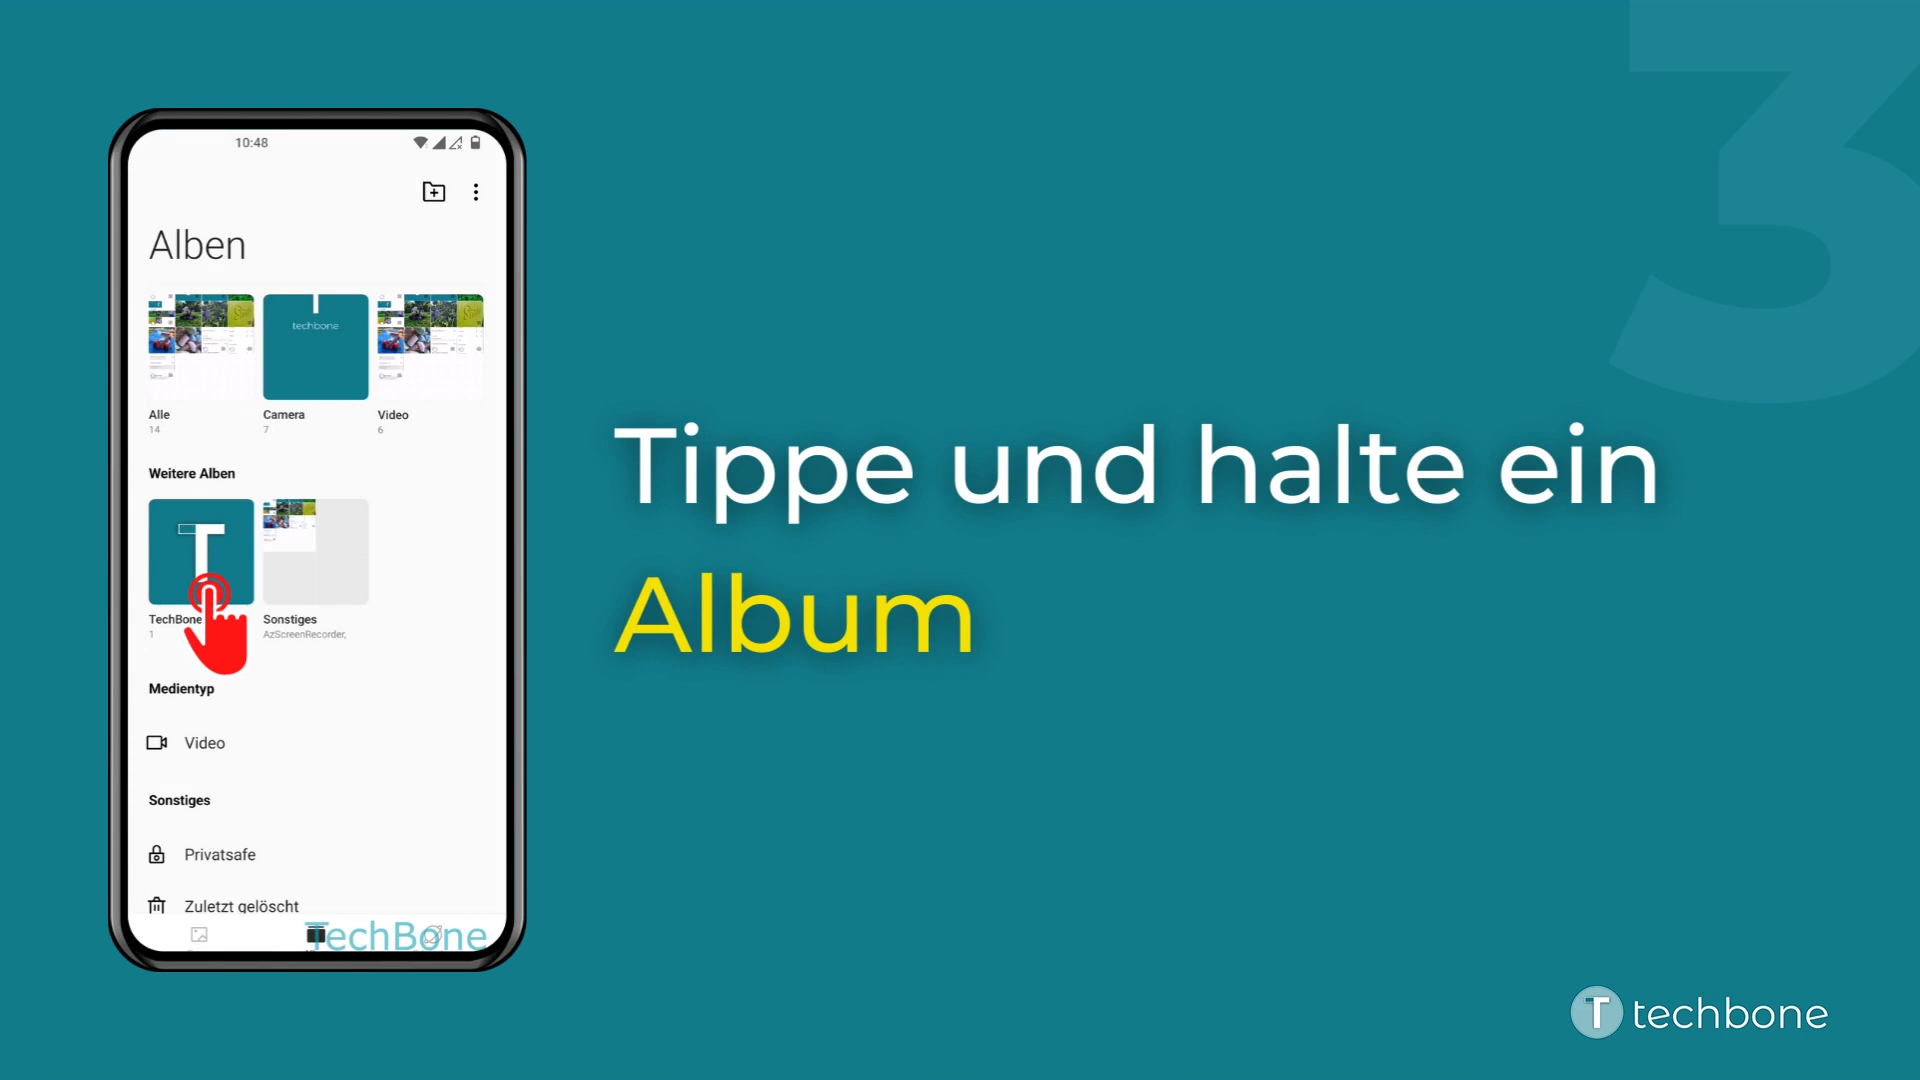 3
10:48
Alben
techbone
Alle
Camera
Video
14
7
6
Weitere Alben
T
TechBone
Sonstiges
1
AzScreenRecorder,
Medientyp
Video
Sonstiges
Privatsafe
Zuletzt gelöscht
TechBone
Tippe und halte ein
Album
T techbone